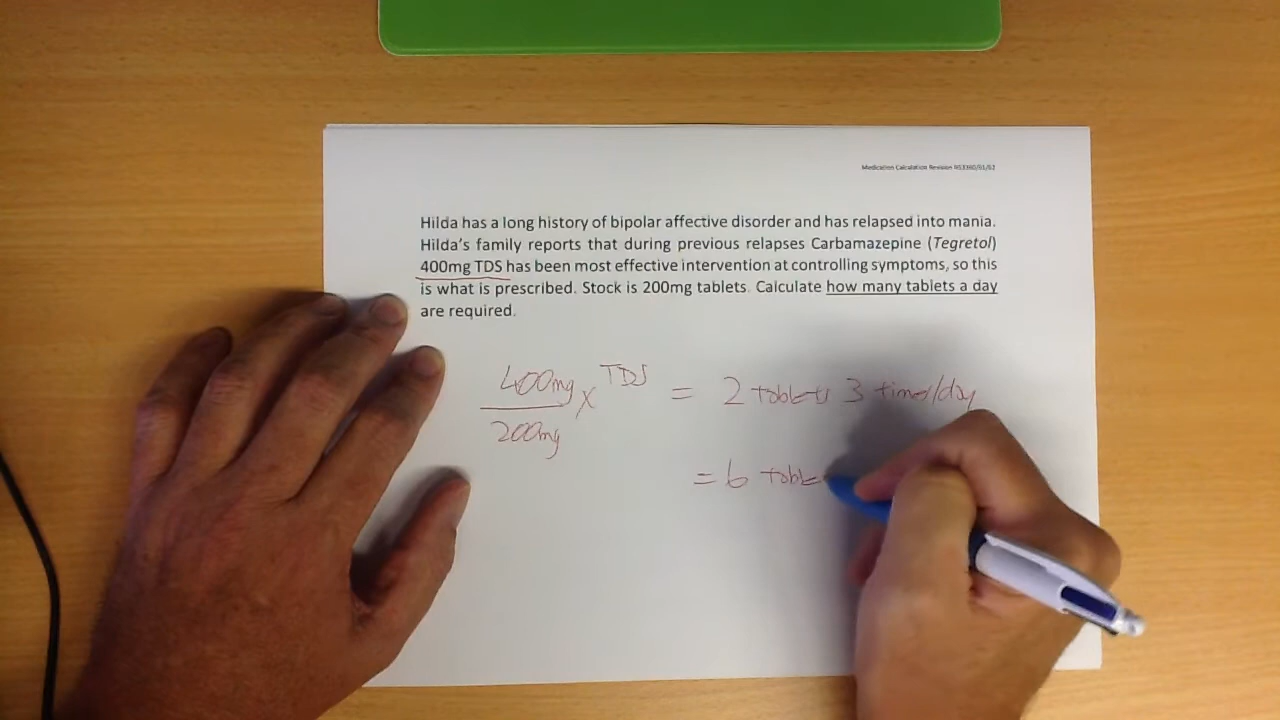 Medication Calculation Revision
Hilda has a long history of bipolar affective disorder and has relapsed into mania.
Hilda's family reports that during previous relapses Carbamazepine (Tegretol)
400mg TDS has been most effective intervention at controlling symptoms, so this
is what is prescribed. Stock is 200mg tablets. Calculate how many tablets a day
are required.
400mg x TDS = 2 tablets 3 times/day
200mg
= 6 table